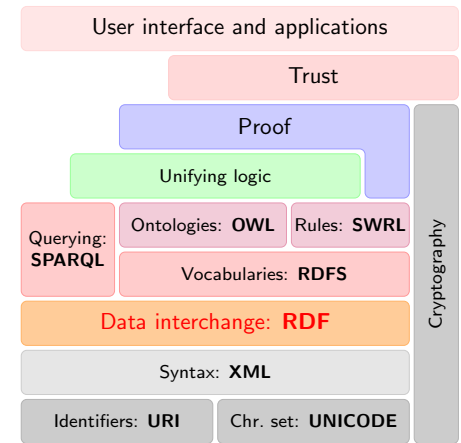 User interface and applications
Trust
Proof
Unifying logic
Querying:
SPARQL
Ontologies: OWL
Rules: SWRL
Vocabularies: RDFS
Cryptography
Data interchange: RDF
Syntax: XML
Identifiers: URI
Chr. set: UNICODE